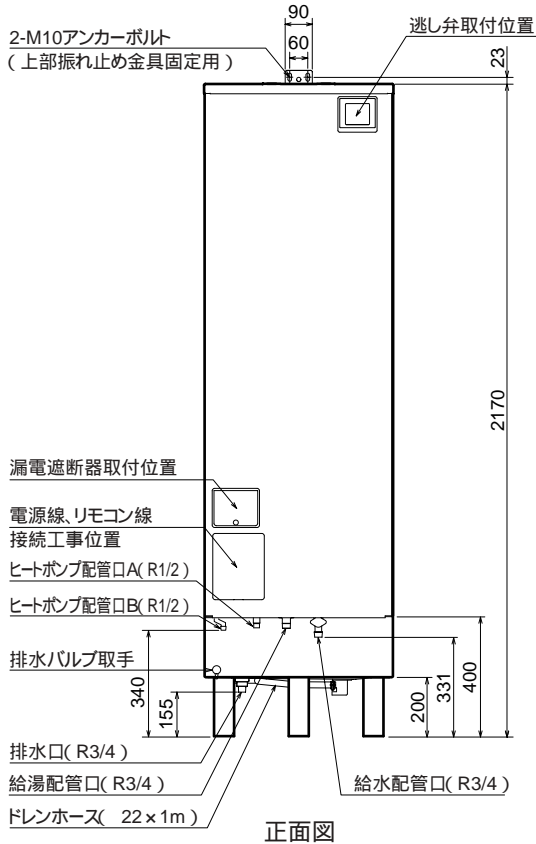 90
60
2-M10アンカーボルト
(上部振れ止め金具固定用)
逃し弁取付位置
23
2170
漏電遮断器取付位置
電源線、リモコン線
接続工事位置
ヒートポンプ配管口A(R1/2)
ヒートポンプ配管口B(R1/2)
排水バルブ取手
340
155
200
331
400
排水口(R3/4)
給湯配管口(R3/4)
給水配管口(R3/4)
ドレンホース( 22×1m)
正面図